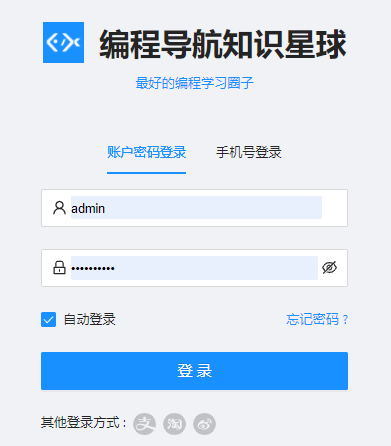 编程导航知识星球
最好的编程学习圈子
账户密码登录 手机号登录
admin
••••••••••
自动登录 忘记密码 ?
登 录
其他登录方式 :